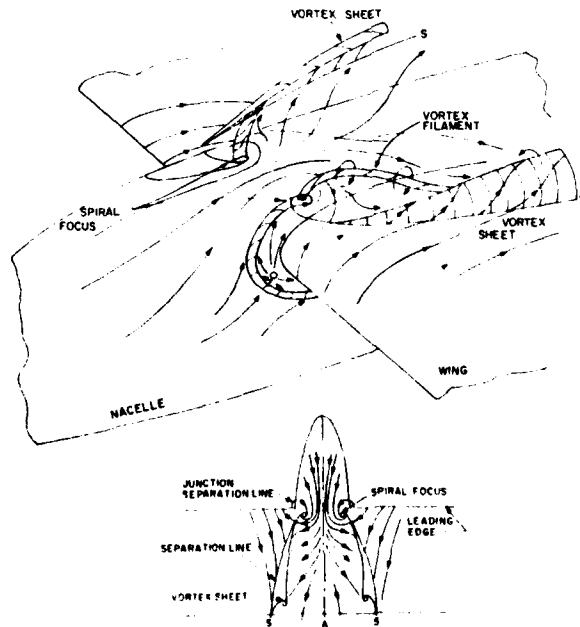 VORTEX SHEET
S
VORTEX
FILAMENT
SPIRAL
FOCUS
VORTEX
SHEET
WING
NACELLE
JUNCTION
SEPARATION LINE
SPIRAL FOCUS
LEADING
EDGE
SEPARATION LINE
VORTEX SHEET
S
A
S